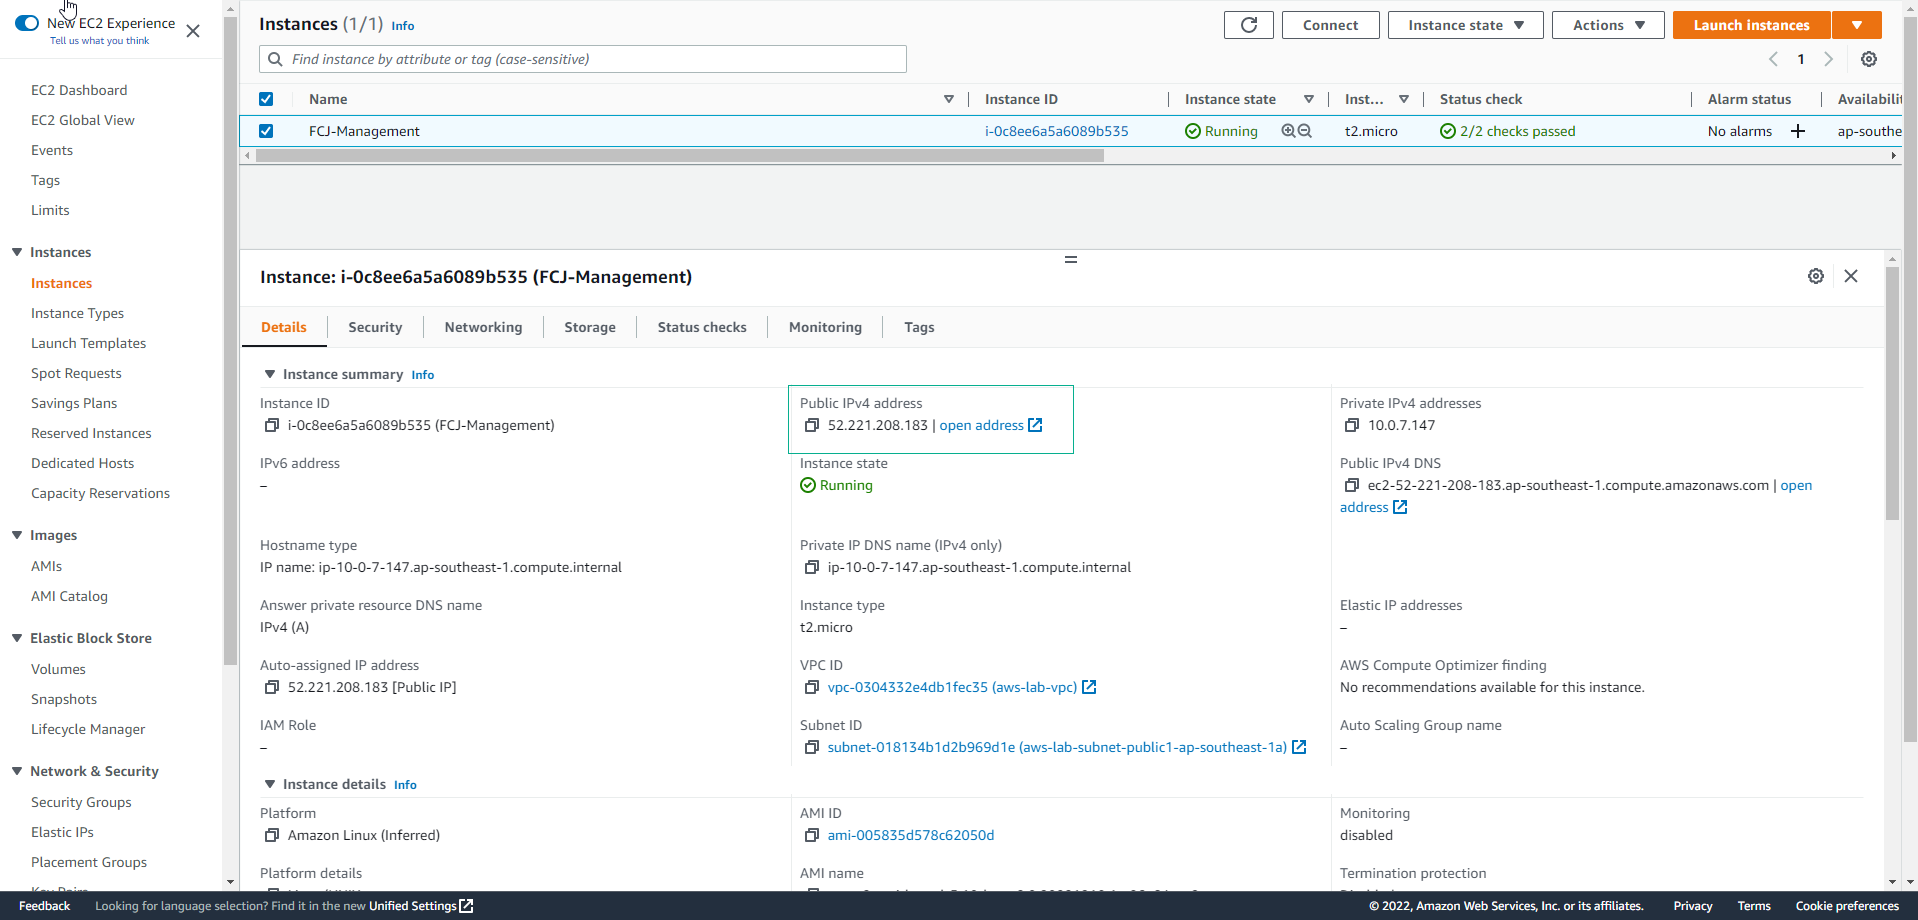 New EC2 Experience
Tell us what you think
EC2 Dashboard
EC2 Global View
Events
Tags
Limits
Instances
Instances
Instance Types
Launch Templates
Spot Requests
Savings Plans
Reserved Instances
Dedicated Hosts
Capacity Reservations
Images
AMIs
AMI Catalog
Elastic Block Store
Volumes
Snapshots
Lifecycle Manager
Network & Security
Security Groups
Elastic IPs
Placement Groups
Instances (1/1) Info
Connect
Instance state
Actions
Launch instances
Find instance by attribute or tag (case-sensitive)
1
Name Instance ID Instance state Inst... Status check Alarm status Availabili
FCJ-Management i-0c8ee6a5a6089b535 Running t2.micro 2/2 checks passed No alarms ap-southe
Instance: i-0c8ee6a5a6089b535 (FCJ-Management)
Details Security Networking Storage Status checks Monitoring Tags
Instance summary Info
Instance ID
i-0c8ee6a5a6089b535 (FCJ-Management)
Public IPv4 address
52.221.208.183 | open address
Private IPv4 addresses
10.0.7.147
IPv6 address
–
Instance state
Running
Public IPv4 DNS
ec2-52-221-208-183.ap-southeast-1.compute.amazonaws.com | open
address
Hostname type
IP name: ip-10-0-7-147.ap-southeast-1.compute.internal
Private IP DNS name (IPv4 only)
ip-10-0-7-147.ap-southeast-1.compute.internal
Answer private resource DNS name
IPv4 (A)
Instance type
t2.micro
Elastic IP addresses
–
Auto-assigned IP address
52.221.208.183 [Public IP]
VPC ID
vpc-0304332e4db1fec35 (aws-lab-vpc)
AWS Compute Optimizer finding
No recommendations available for this instance.
IAM Role
–
Subnet ID
subnet-018134b1d2b969d1e (aws-lab-subnet-public1-ap-southeast-1a)
Auto Scaling Group name
–
Instance details Info
Platform
Amazon Linux (Inferred)
AMI ID
ami-005835d578c62050d
Monitoring
disabled
Platform details
AMI name
Termination protection
Feedback
Looking for language selection? Find it in the new Unified Settings
© 2022, Amazon Web Services, Inc. or its affiliates.
Privacy
Terms
Cookie preferences